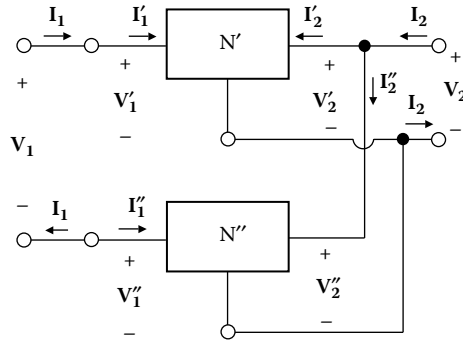 I₁ I′₁ I′₂ I₂
N′
+ + + +
V′₁ V′₂ I″₂ V₂
I₂
− − −
V₁
− I₁ I″₁
N″
+ +
V″₁ V″₂
− −